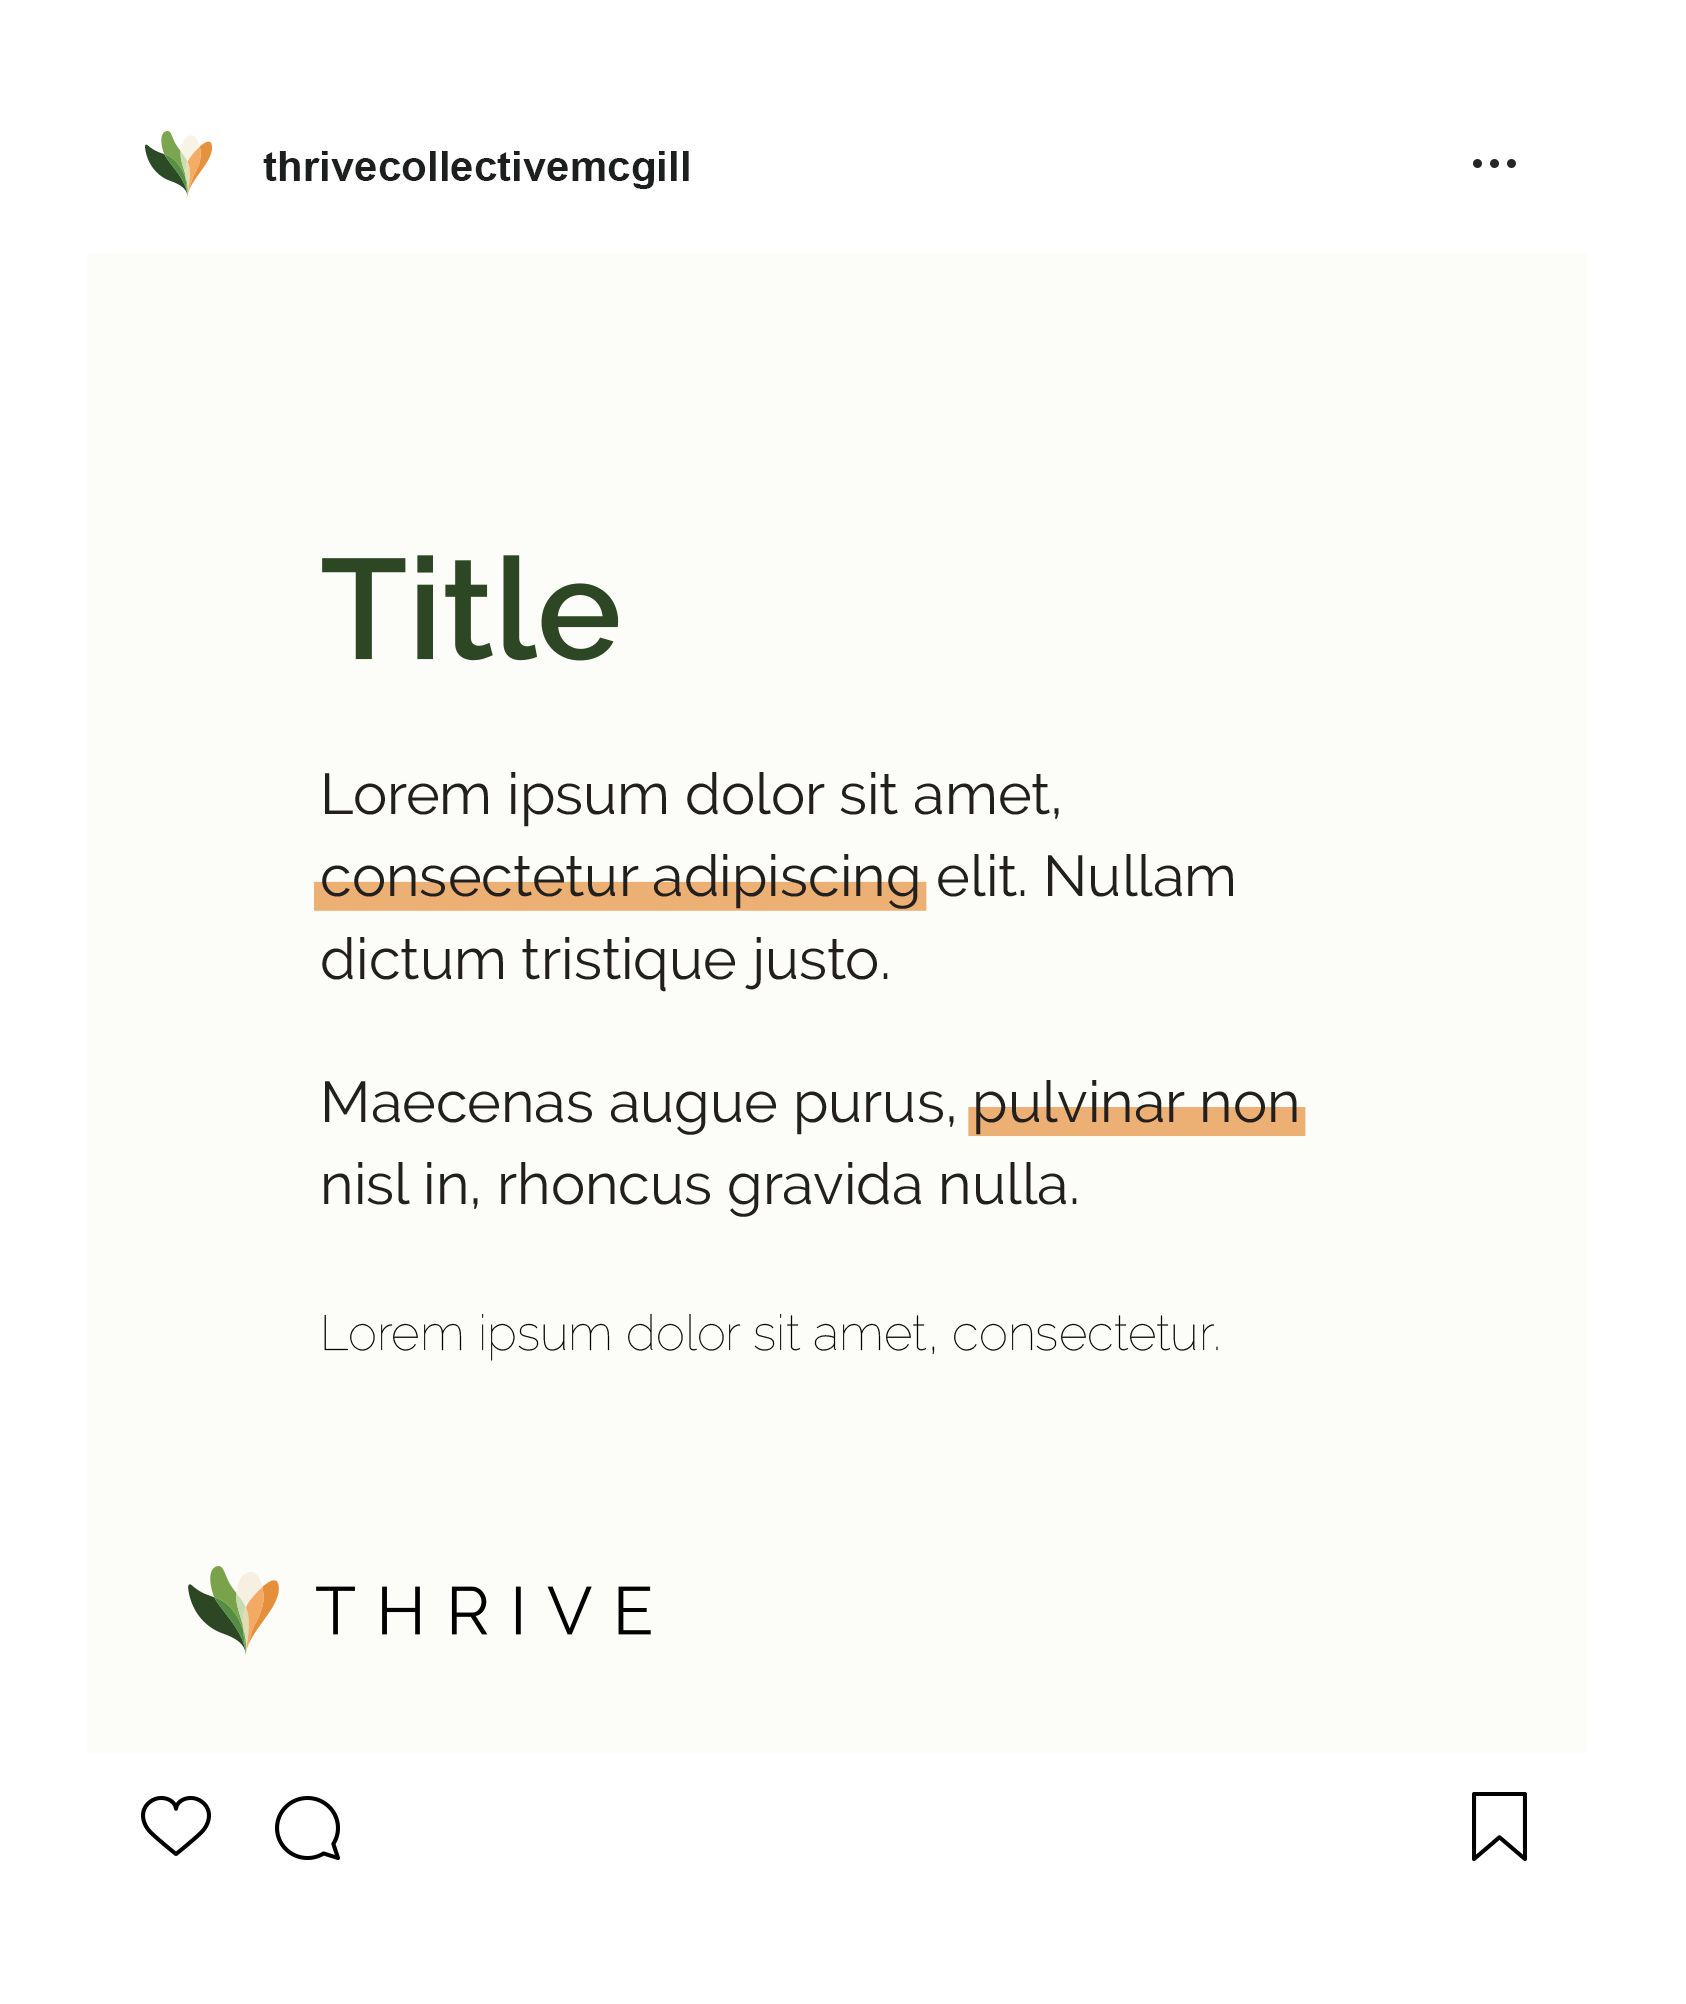 thrivecollectivemcgill
Title
Lorem ipsum dolor sit amet,
consectetur adipiscing elit. Nullam
dictum tristique justo.
Maecenas augue purus, pulvinar non
nisl in, rhoncus gravida nulla.
Lorem ipsum dolor sit amet, consectetur.
THRIVE